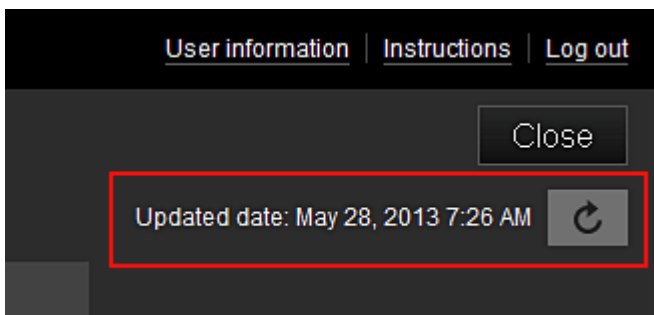 User information | Instructions | Log out
Close
Updated date: May 28, 2013 7:26 AM